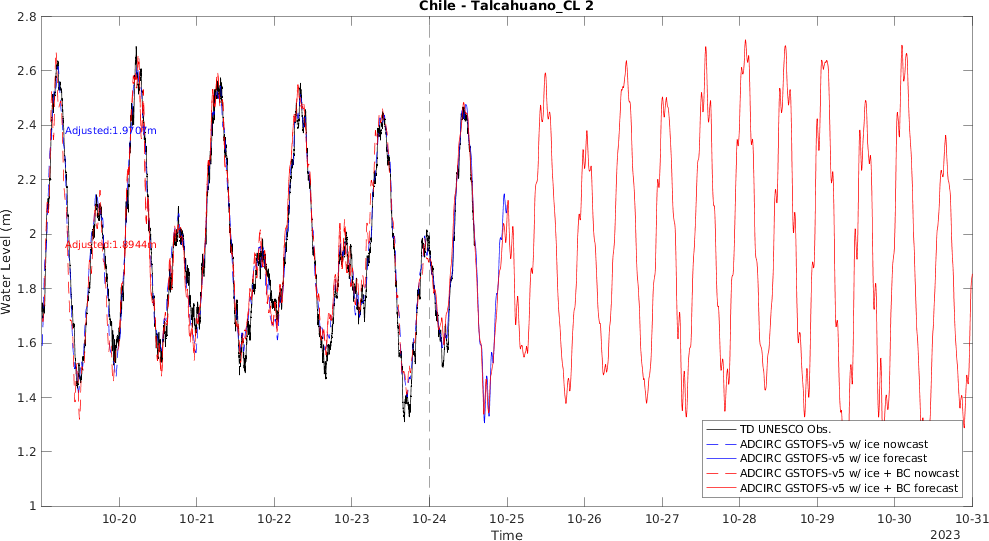 Chile - Talcahuano_CL 2
Water Level (m)
2.8
2.6
2.4
2.2
2
1.8
1.6
1.4
1.2
1
Adjusted:1.9707m
Adjusted:1.8944m
TD UNESCO Obs.
ADCIRC GSTOFS-v5 w/ ice nowcast
ADCIRC GSTOFS-v5 w/ ice forecast
ADCIRC GSTOFS-v5 w/ ice + BC nowcast
ADCIRC GSTOFS-v5 w/ ice + BC forecast
10-20 10-21 10-22 10-23 10-24 10-25 10-26 10-27 10-28 10-29 10-30 10-31
Time
2023